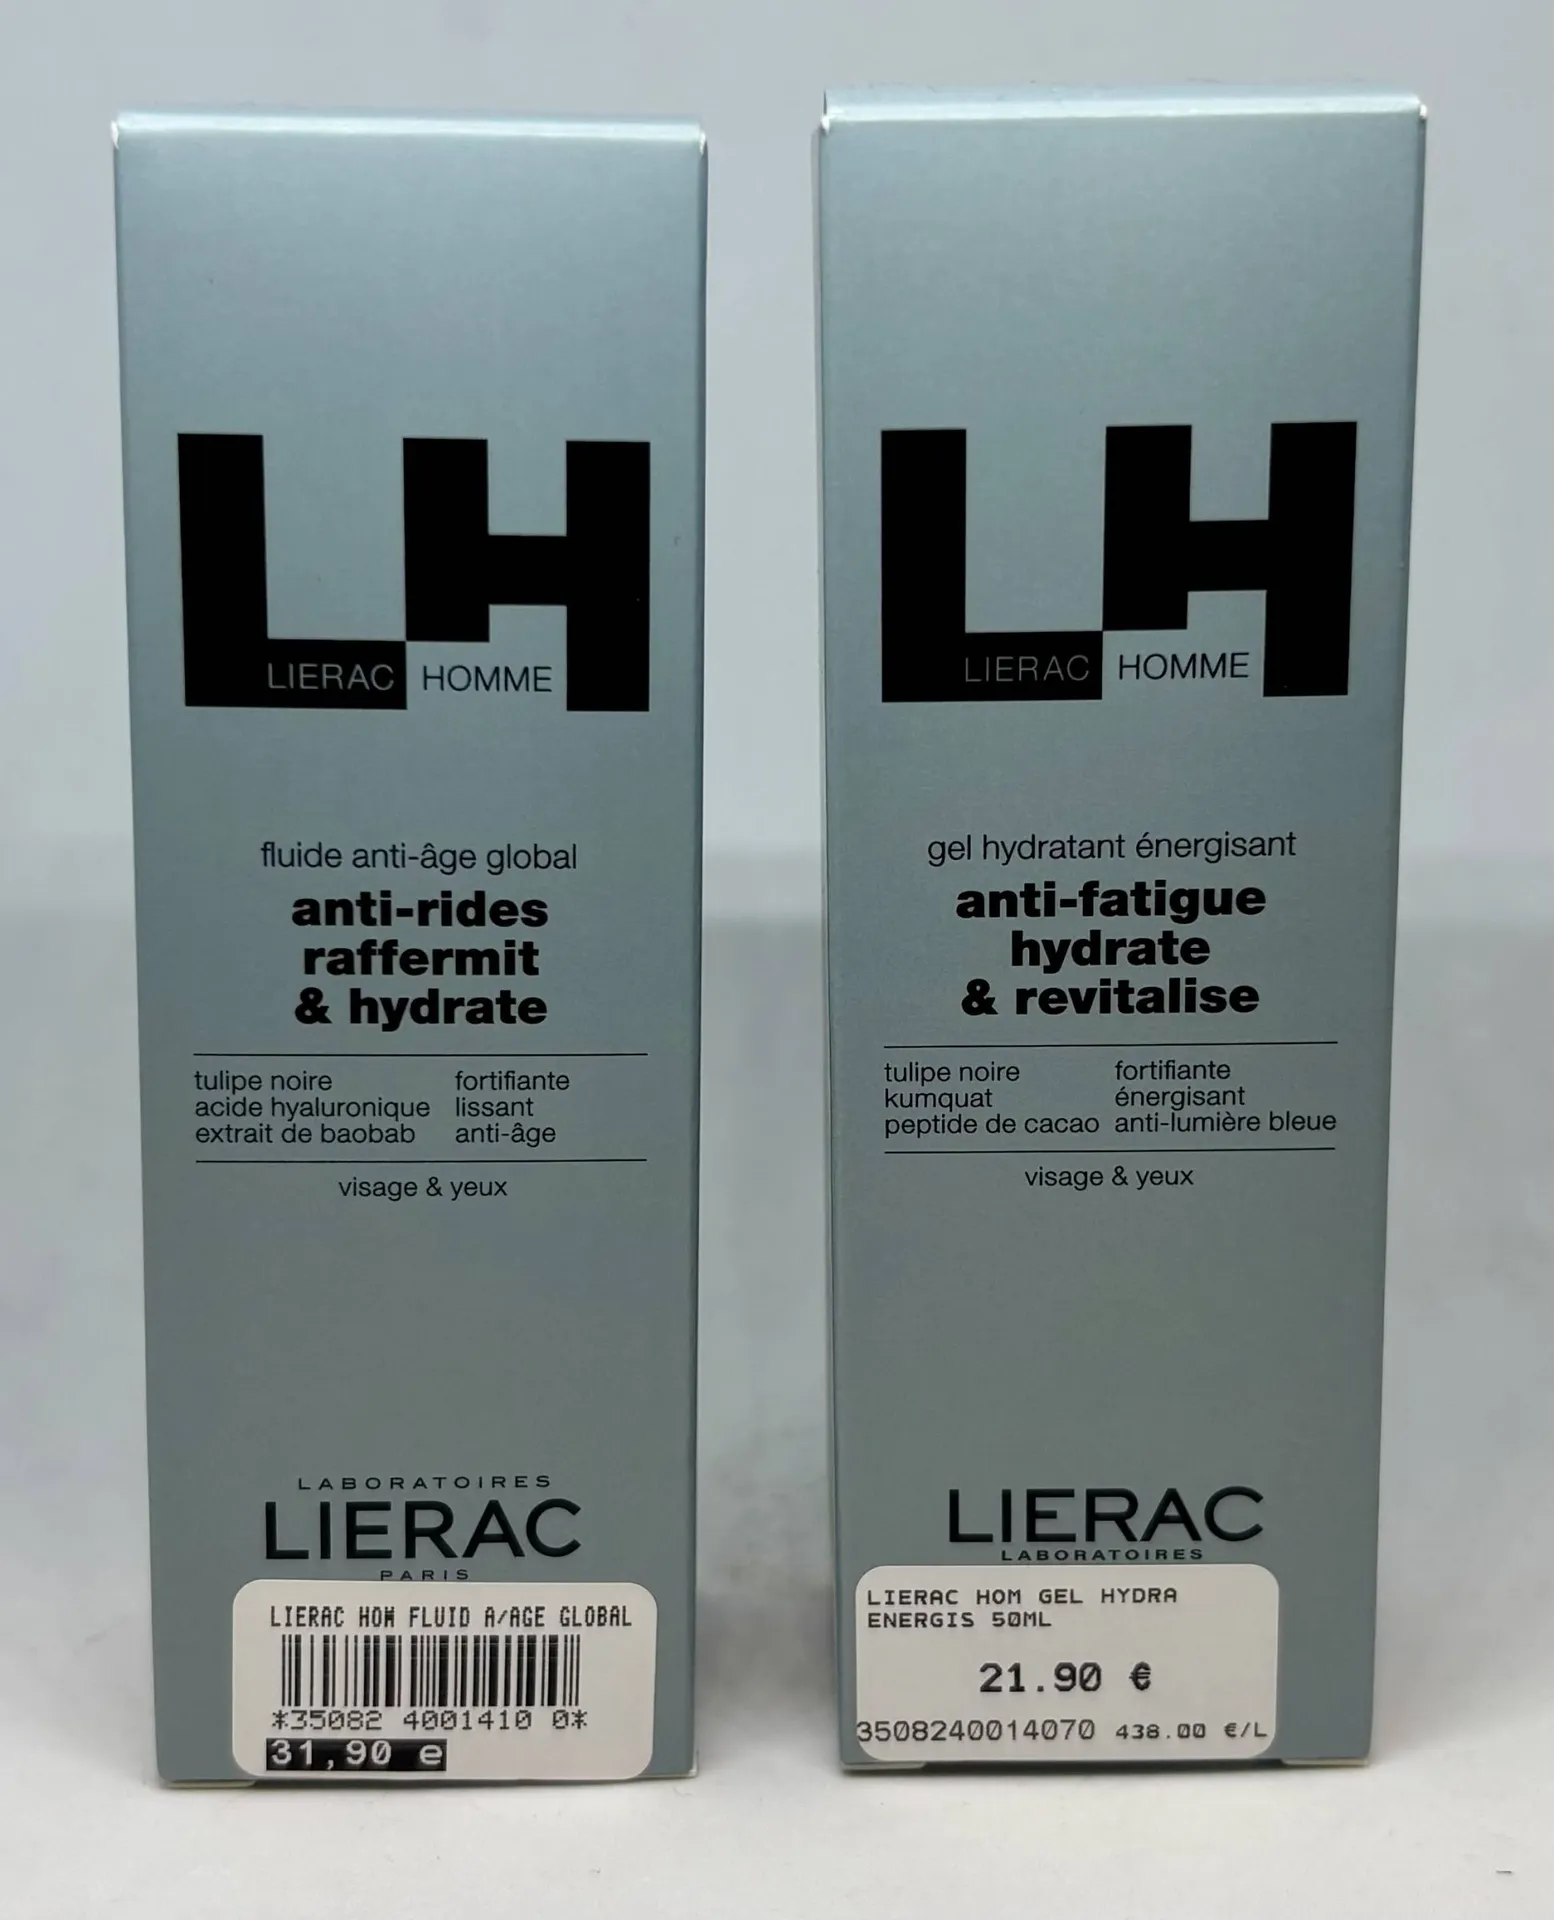 LH
LIERAC HOMME
fluide anti-âge global
anti-rides
raffermit
& hydrate
tulipe noire fortifiante
acide hyaluronique lissant
extrait de baobab anti-âge
visage & yeux
LABORATOIRES
LIERAC
PARIS
LIERAC HOM FLUID A/AGE GLOBAL
*35082 4001410 0*
31,90 e
LH
LIERAC HOMME
gel hydratant énergisant
anti-fatigue
hydrate
& revitalise
tulipe noire fortifiante
kumquat énergisant
peptide de cacao anti-lumière bleue
visage & yeux
LIERAC
LABORATOIRES
LIERAC HOM GEL HYDRA
ENERGIS 50ML
21.90 €
3508240014070 438.00 €/L